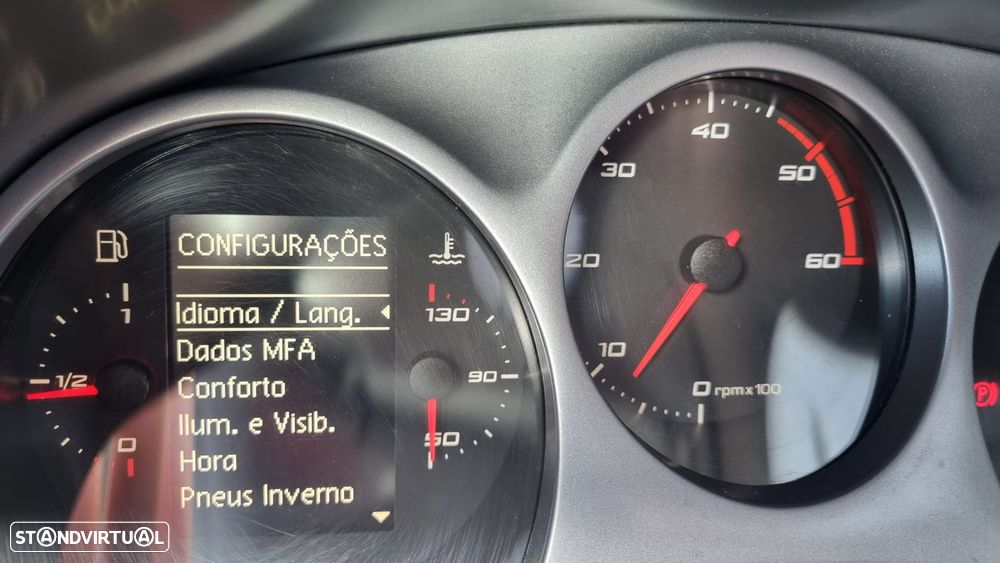 CONFIGURAÇÕES
Idioma / Lang.
Dados MFA
Conforto
Ilum. e Visib.
Hora
Pneus Inverno
1
1/2
0
130
90
50
0 rpm x 100
10
20
30
40
50
60
P
STANDVIRTUAL